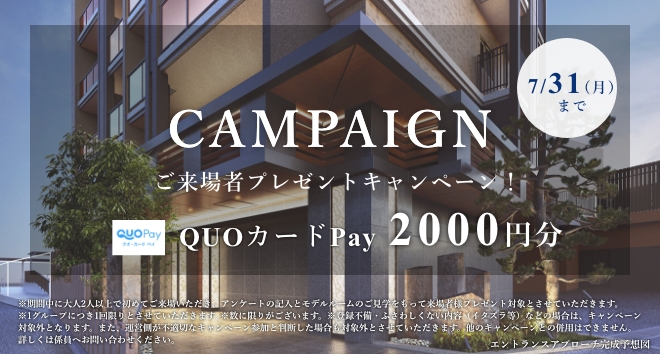 7/31(月)
まで
CAMPAIGN
ご来場者プレゼントキャンペーン！
QUO Pay
クオ・カード ペイ
QUOカードPay 2000円分
※期間中に大人2人以上で初めてご来場いただき、アンケートの記入とモデルルームのご見学をもって来場者様プレゼント対象とさせていただきます。
※1グループにつき1回限りとさせていただきます ※数に限りがございます。※登録不備・ふさわしくない内容（イタズラ等）などの場合は、キャンペーン
対象外となります。また、運営側が不適切なキャンペーン参加と判断した場合も対象外とさせていただきます。他のキャンペーンとの併用はできません。
詳しくは係員へお問い合わせください。
エントランスアプローチ完成予想図